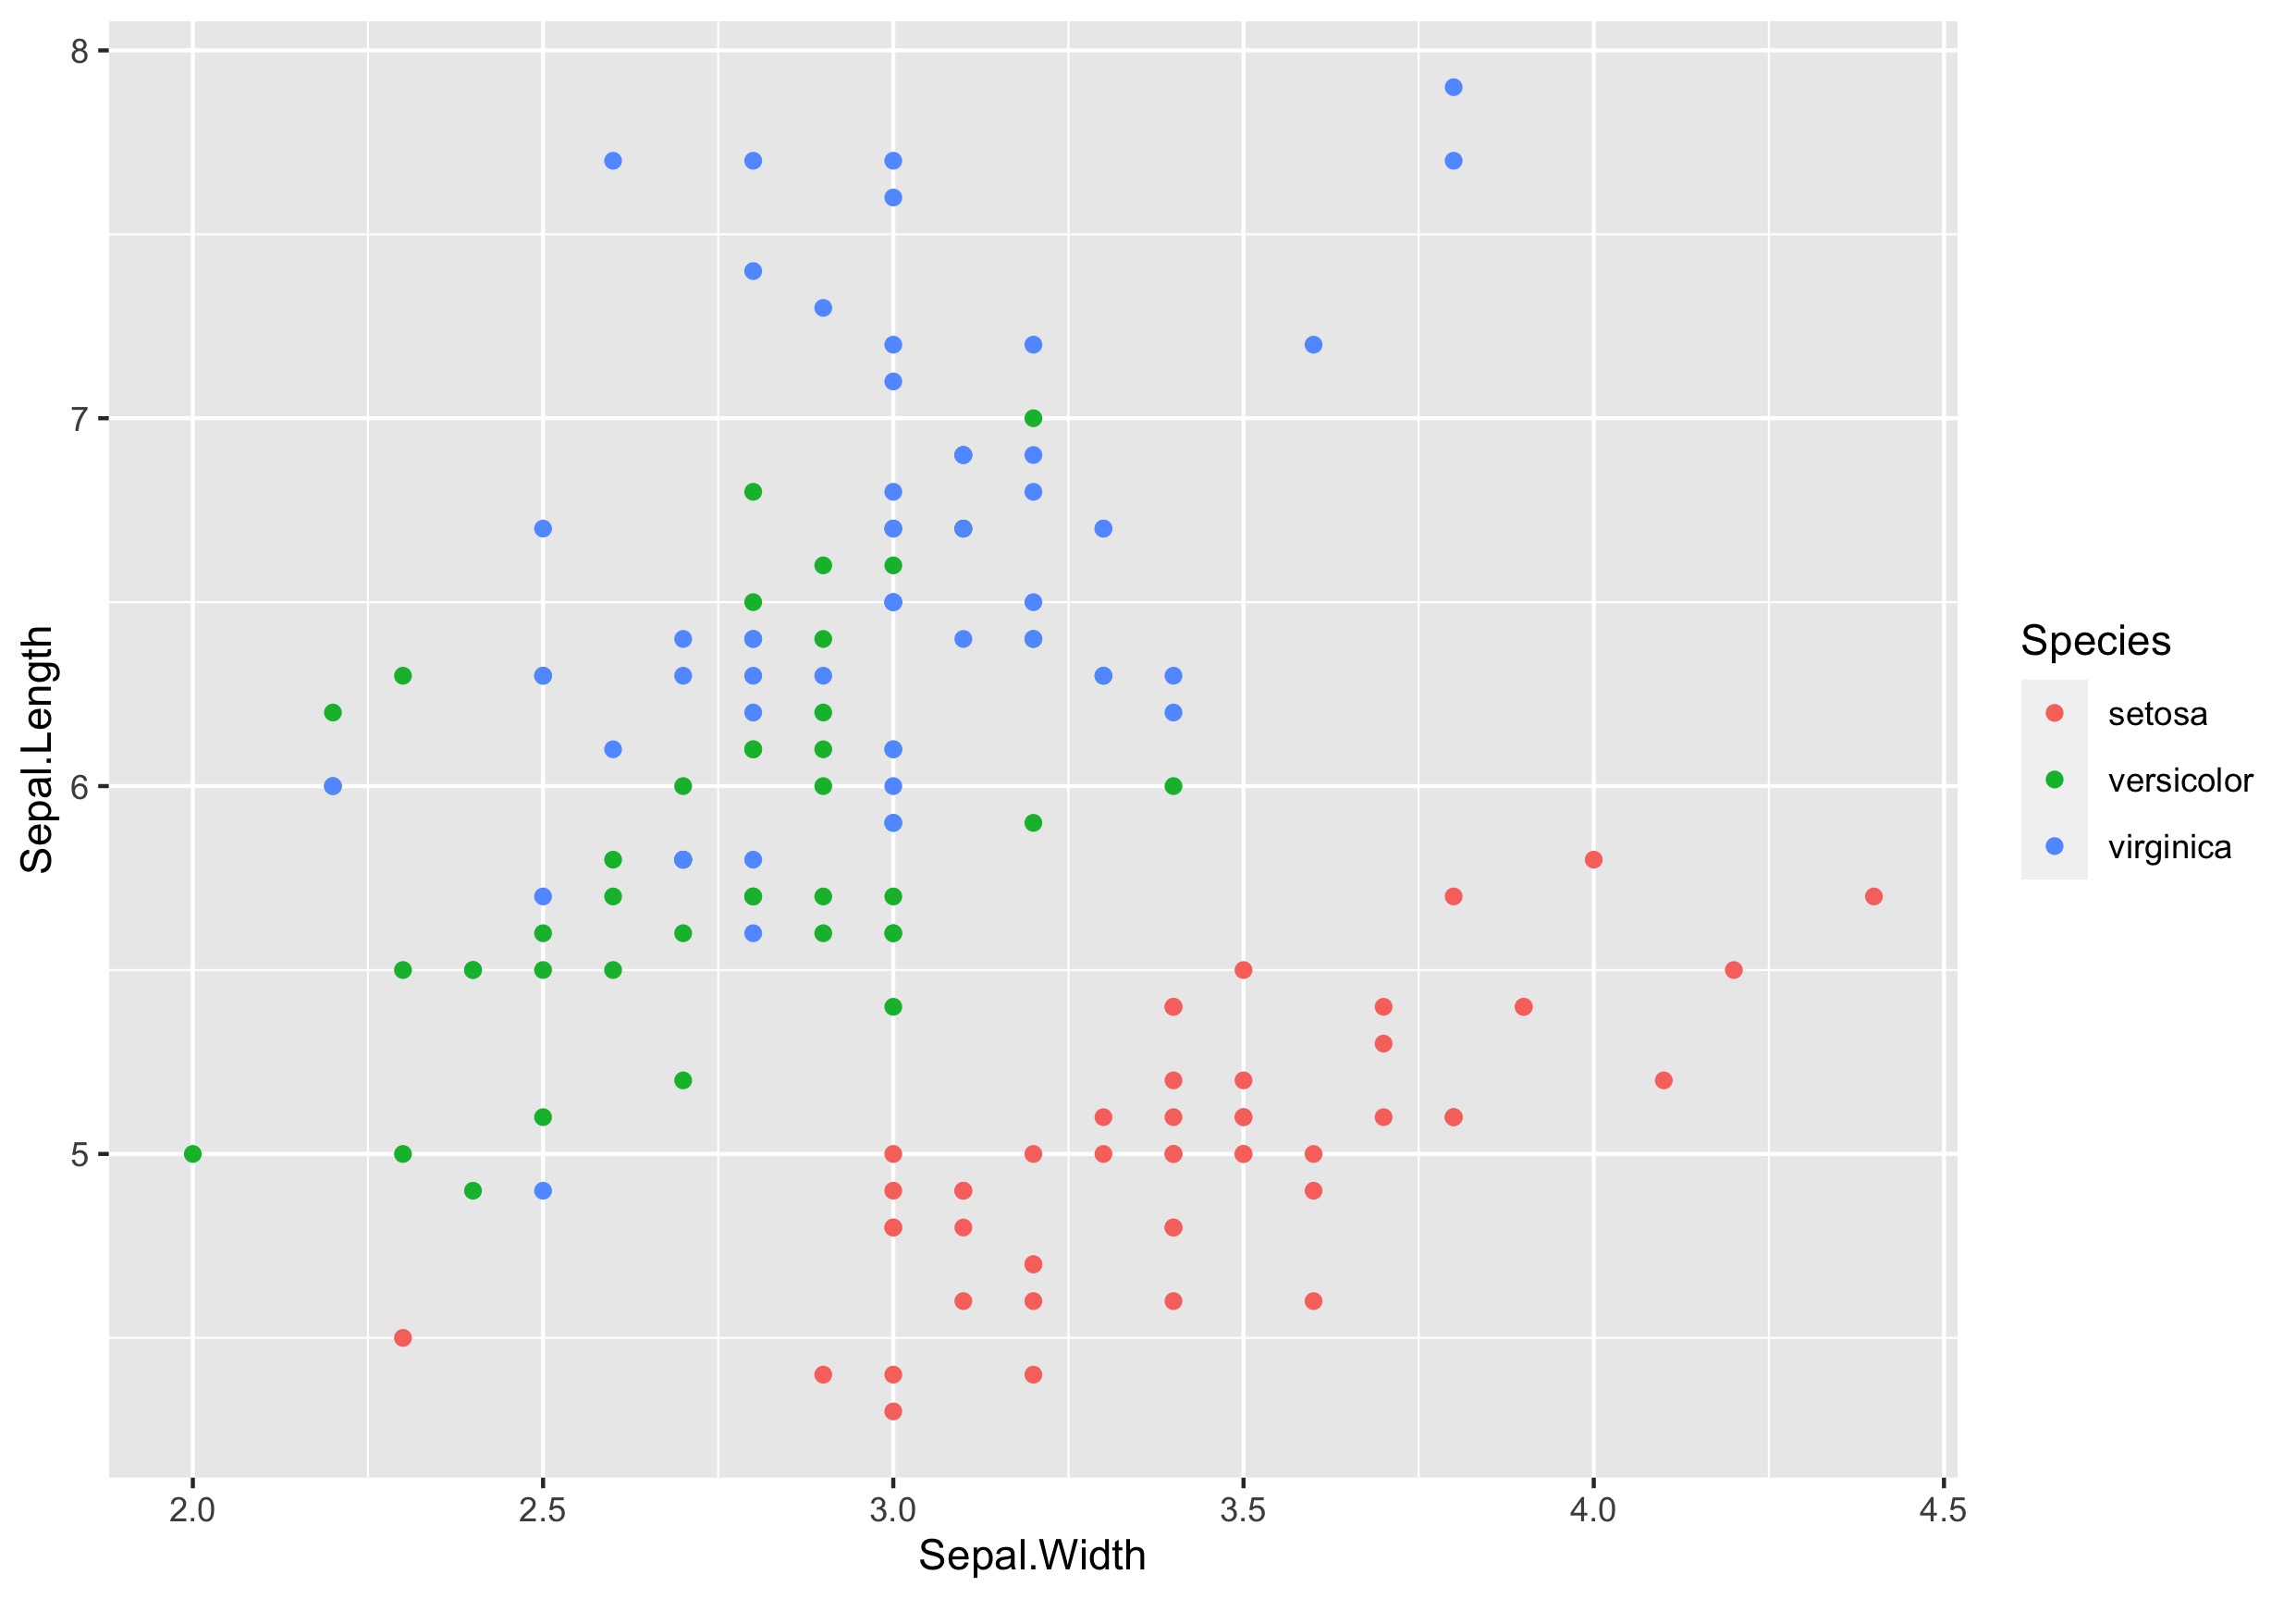 8
7
6
5
Sepal.Length
2.0 2.5 3.0 3.5 4.0 4.5
Sepal.Width
Species
setosa
versicolor
virginica